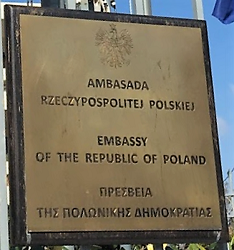 AMBASADA
RZECZYPOSPOLITEJ POLSKIEJ
EMBASSY
OF THE REPUBLIC OF POLAND
ΠΡΕΣΒΕΙΑ
ΤΗΣ ΠΟΛΩΝΙΚΗΣ ΔΗΜΟΚΡΑΤΙΑΣ